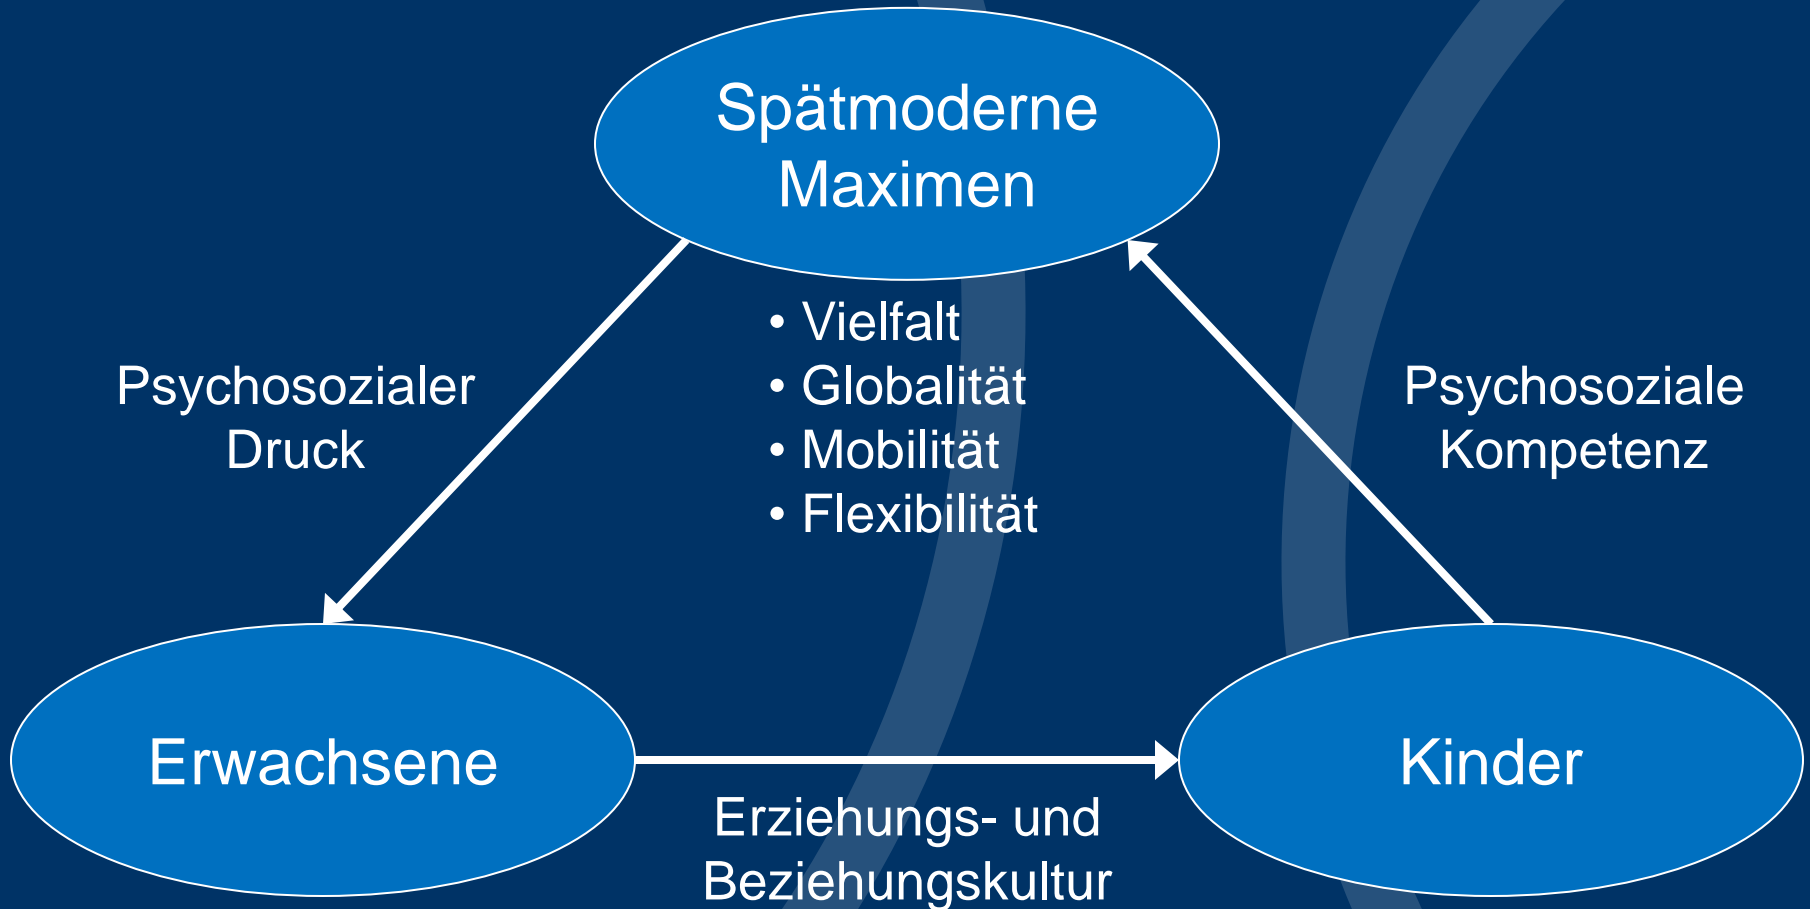 Spätmoderne
Maximen
• Vielfalt
• Globalität
• Mobilität
• Flexibilität
Psychosozialer
Druck
Psychosoziale
Kompetenz
Erwachsene
Kinder
Erziehungs- und
Beziehungskultur